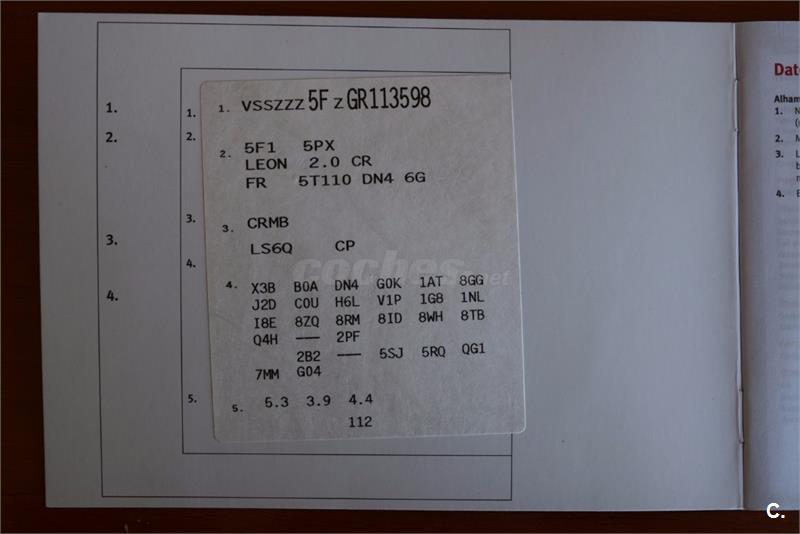 1.
2.
3.
4.
1.
2.
3.
4.
5.
1. VSSZZZ 5F Z GR113598
2. 5F1 5PX
LEON 2.0 CR
FR 5T110 DN4 6G
3. CRMB
LS6Q CP
4. X3B B0A DN4 G0K 1AT 8GG
J2D C0U H6L V1P 1G8 1NL
I8E 8ZQ 8RM 8ID 8WH 8TB
Q4H --- 2PF
2B2 --- 5SJ 5RQ QG1
7MM G04
5. 5.3 3.9 4.4
112
coches.net
Dat
Alham
1. N
2. M
3. L
4. E
C.